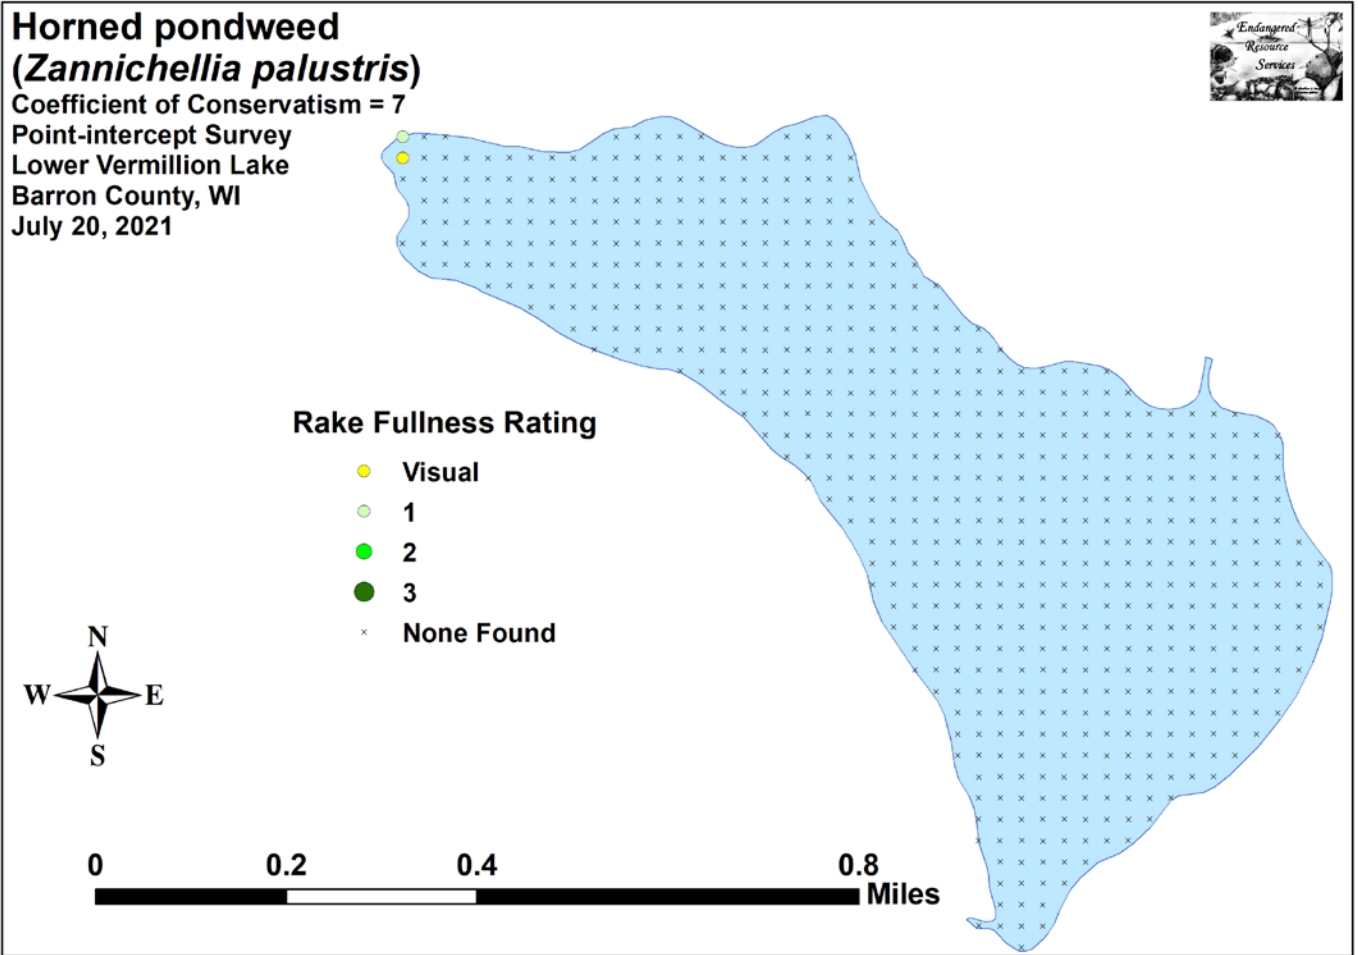 Horned pondweed
(Zannichellia palustris)
Coefficient of Conservatism = 7
Point-intercept Survey
Lower Vermillion Lake
Barron County, WI
July 20, 2021
Endangered
Resource
Services
Rake Fullness Rating
Visual
1
2
3
None Found
N
W E
S
0 0.2 0.4 0.8
Miles